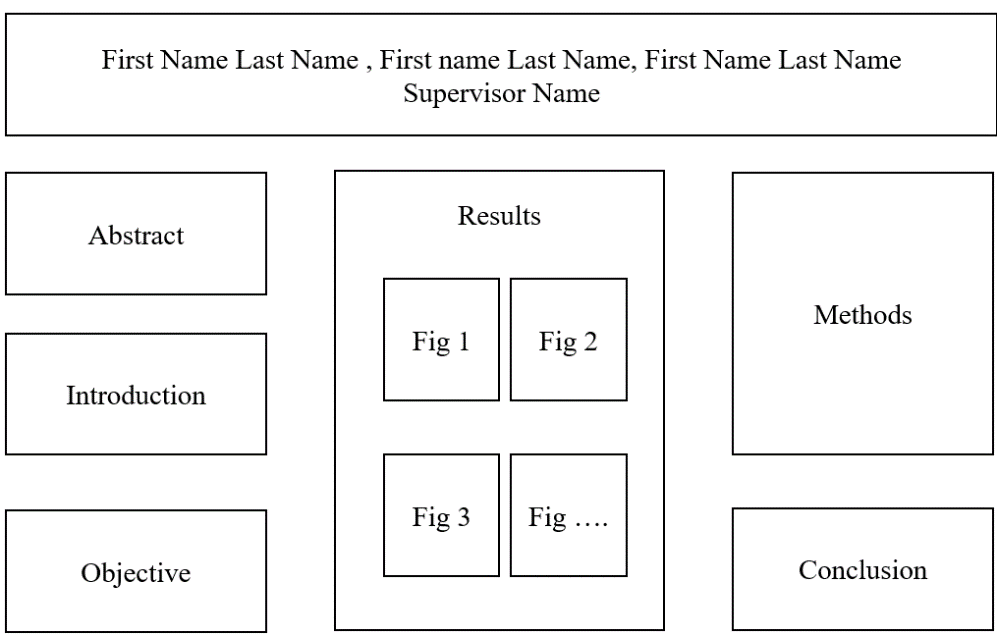 First Name Last Name , First name Last Name, First Name Last Name
Supervisor Name
Abstract
Introduction
Objective
Results
Fig 1
Fig 2
Fig 3
Fig ….
Methods
Conclusion